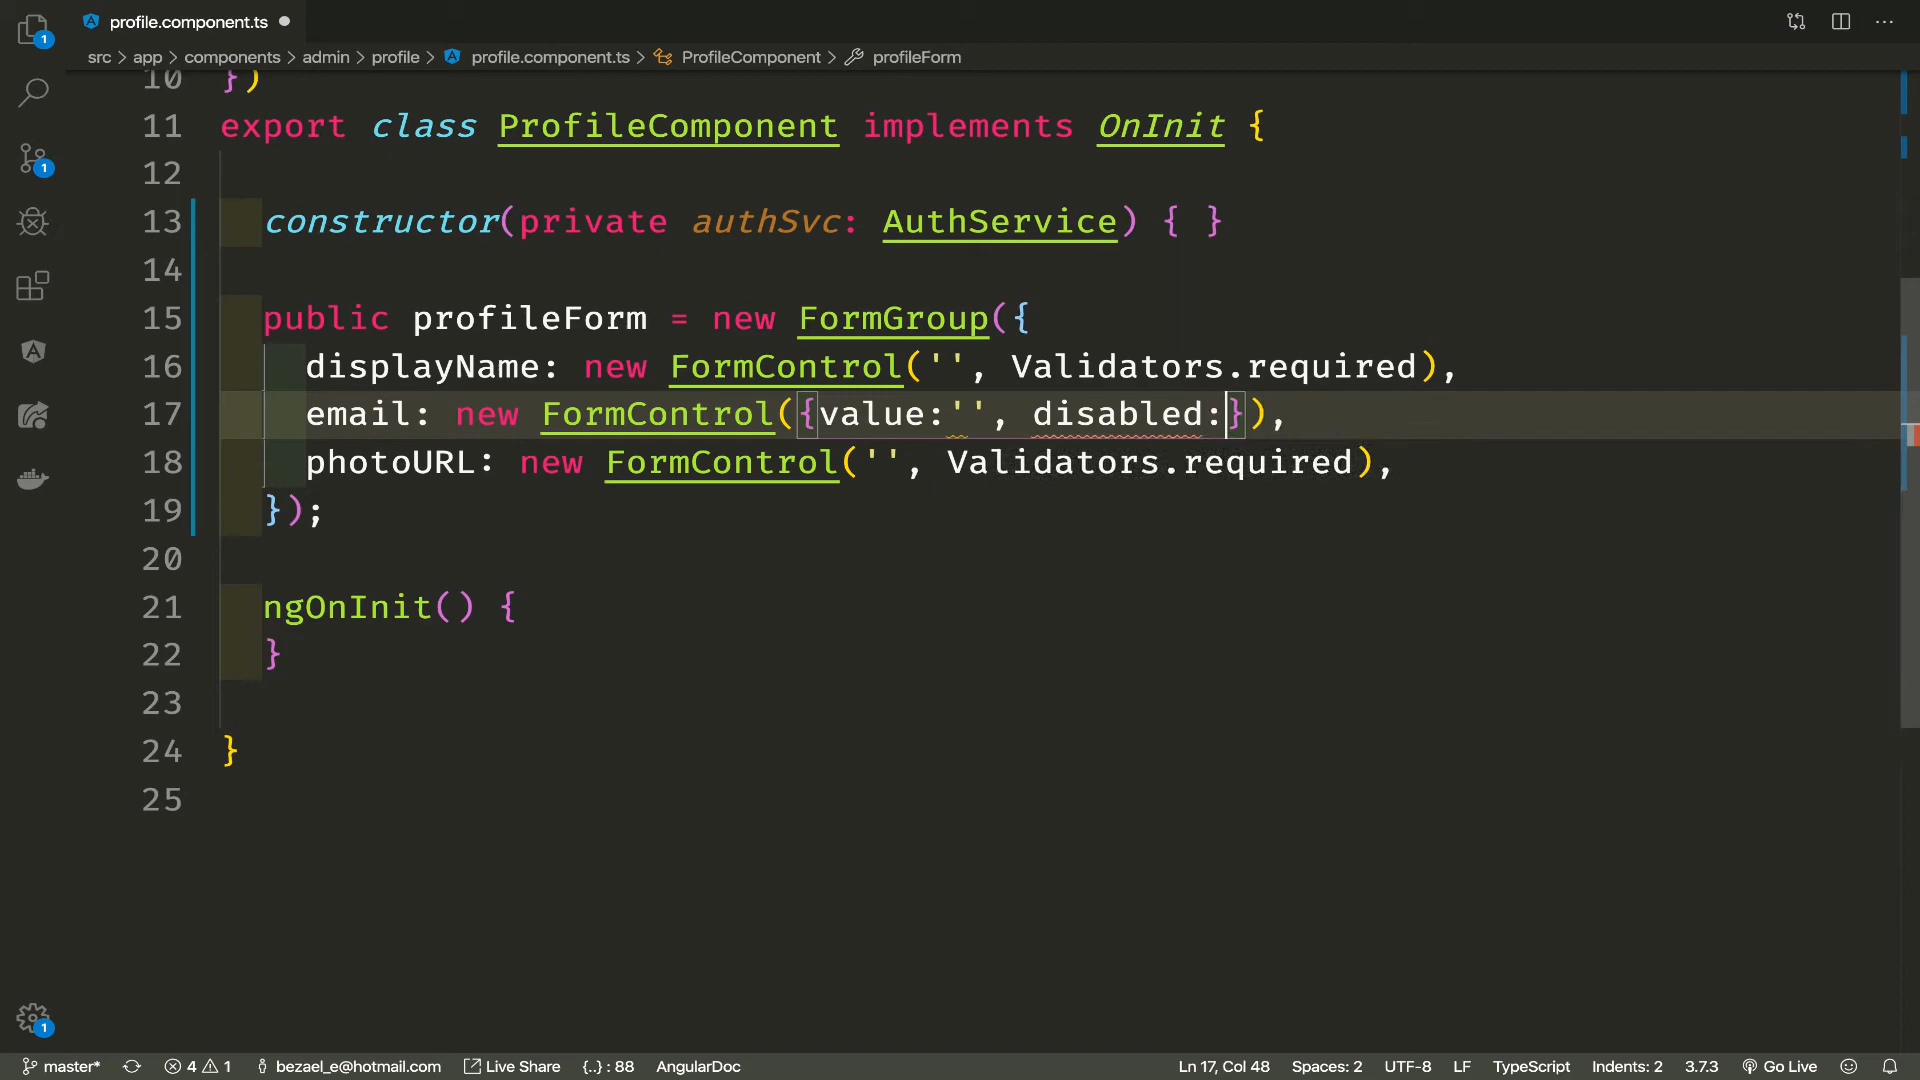 1
profile.component.ts
src > app > components > admin > profile > profile.component.ts > ProfileComponent > profileForm
10 })
11 export class ProfileComponent implements OnInit {
12
13 constructor(private authSvc: AuthService) { }
14
15 public profileForm = new FormGroup({
16 displayName: new FormControl('', Validators.required),
17 email: new FormControl({value:'', disabled:}),
18 photoURL: new FormControl('', Validators.required),
19 });
20
21 ngOnInit() {
22 }
23
24 }
25
1
1
master* 4 1 bezael_e@hotmail.com Live Share {..} : 88 AngularDoc Ln 17, Col 48 Spaces: 2 UTF-8 LF TypeScript Indents: 2 3.7.3 Go Live